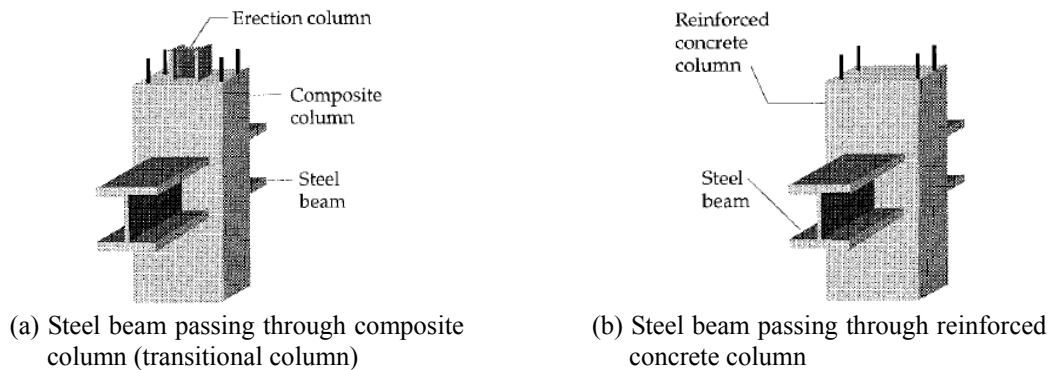 Erection column
Composite
column
Steel
beam
(a) Steel beam passing through composite
column (transitional column)
Reinforced
concrete
column
Steel
beam
(b) Steel beam passing through reinforced
concrete column